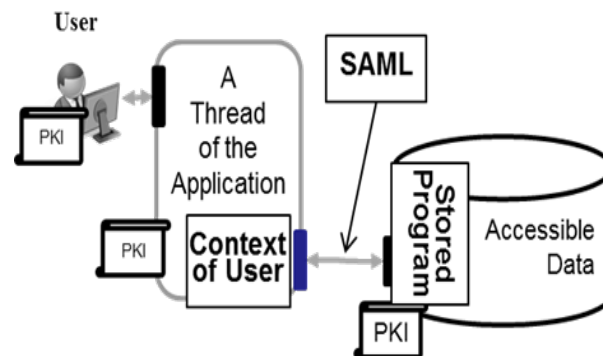 User
PKI
A
Thread
of the
Application
PKI
Context
of User
SAML
Stored
Program
Accessible
Data
PKI